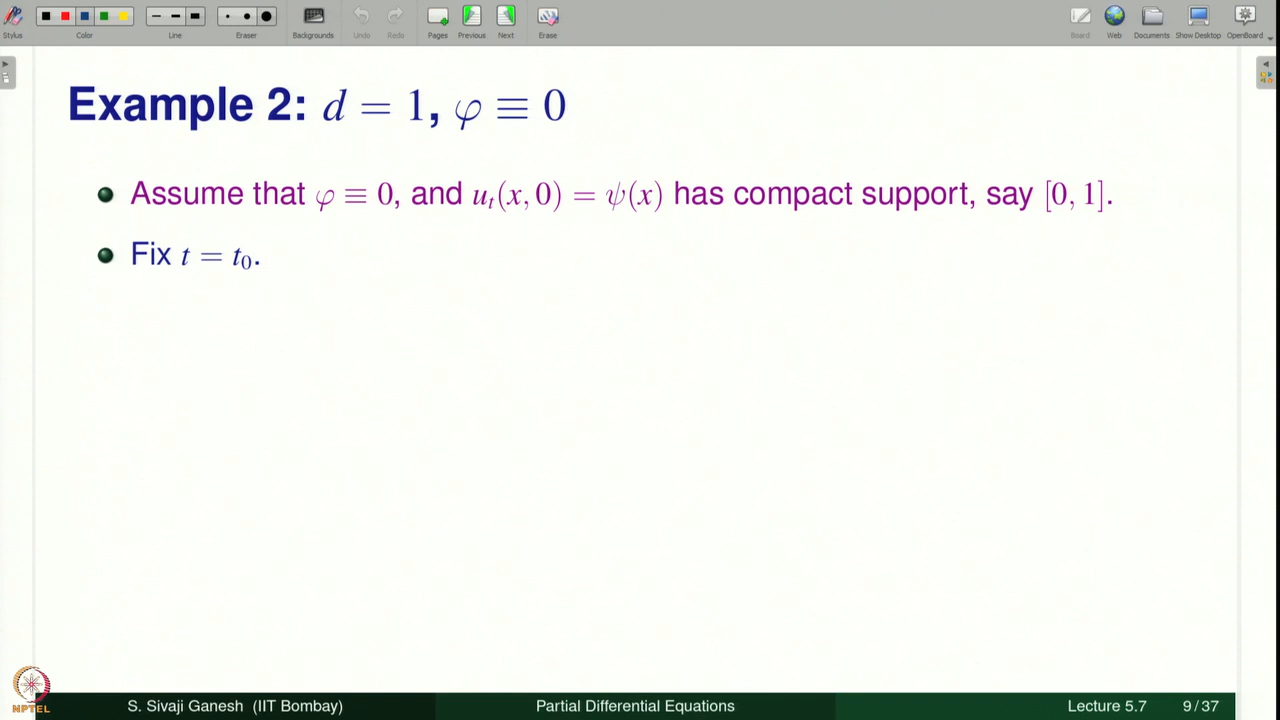 Stylus Color Line Eraser Backgrounds Undo Redo Pages Previous Next Erase Board Web Documents Show Desktop OpenBoard
Example 2: d = 1, φ ≡ 0
Assume that φ ≡ 0, and u_t(x, 0) = ψ(x) has compact support, say [0, 1].
Fix t = t_0.
NPTEL
S. Sivaji Ganesh (IIT Bombay) Partial Differential Equations Lecture 5.7 9 / 37